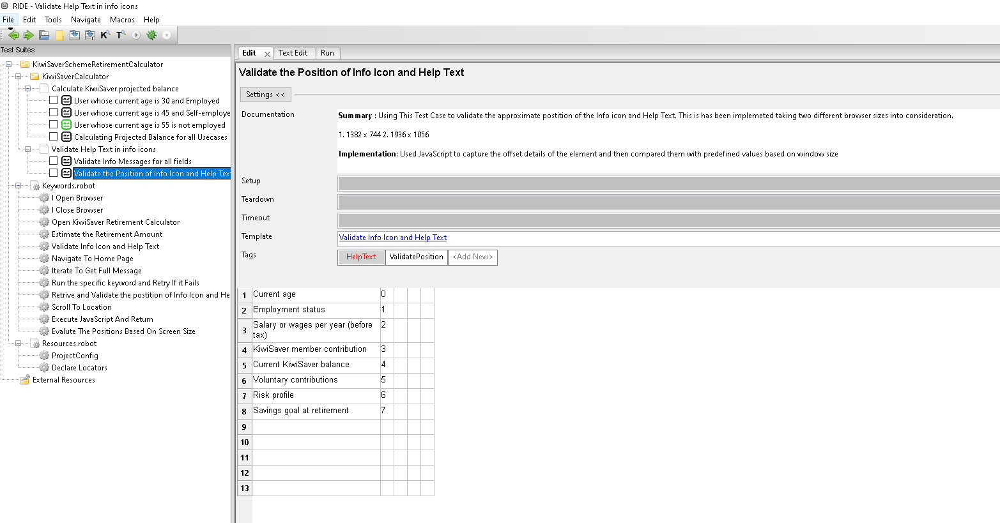 RIDE - Validate Help Text in info icons
File Edit Tools Navigate Macros Help
K T
Test Suites
KiwiSaverSchemeRetirementCalculator
KiwiSaverCalculator
Calculate KiwiSaver projected balance
User whose current age is 30 and Employed
User whose current age is 45 and Self-employe
User whose current age is 55 is not employed
Calculating Projected Balance for all Usecases
Validate Help Text in info icons
Validate Info Messages for all fields
Validate the Position of Info Icon and Help Tex
Keywords.robot
I Open Browser
I Close Browser
Open KiwiSaver Retirement Calculator
Estimate the Retirement Amount
Validate Info Icon and Help Text
Navigate To Home Page
Iterate To Get Full Message
Run the specific keyword and Retry If it Fails
Retrive and Validate the postition of Info Icon and He
Scroll To Location
Execute JavaScript And Return
Evalute The Positions Based On Screen Size
Resources.robot
ProjectConfig
Declare Locators
External Resources
Edit Text Edit Run
Validate the Position of Info Icon and Help Text
Settings <<
Documentation
Summary : Using This Test Case to validate the approximate postition of the Info icon and Help Text. This is has been implemeted taking two different browser sizes into consideration.
1. 1382 x 744 2. 1936 x 1056
Implementation: Used JavaScript to capture the offset details of the element and then compared them with predefined values based on window size
Setup
Teardown
Timeout
Template Validate Info Icon and Help Text
Tags HelpText ValidatePosition <Add New>
1 Current age 0
2 Employment status 1
3 Salary or wages per year (before
tax) 2
4 KiwiSaver member contribution 3
5 Current KiwiSaver balance 4
6 Voluntary contributions 5
7 Risk profile 6
8 Savings goal at retirement 7
9
10
11
12
13